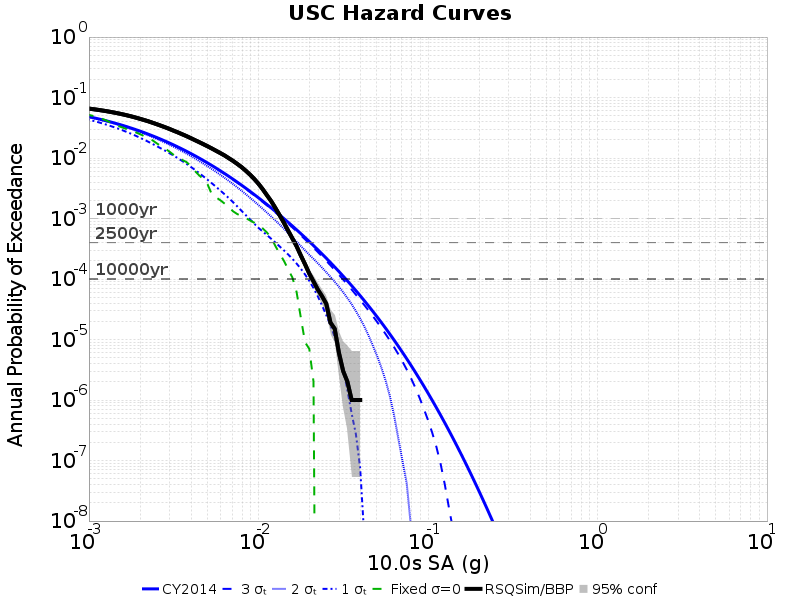 USC Hazard Curves
Annual Probability of Exceedance
10^0
10^-1
10^-2
10^-3
10^-4
10^-5
10^-6
10^-7
10^-8
1000yr
2500yr
10000yr
10^-3 10^-2 10^-1 10^0 10^1
10.0s SA (g)
CY2014 3 σₜ 2 σₜ 1 σₜ Fixed σ=0 RSQSim/BBP 95% conf